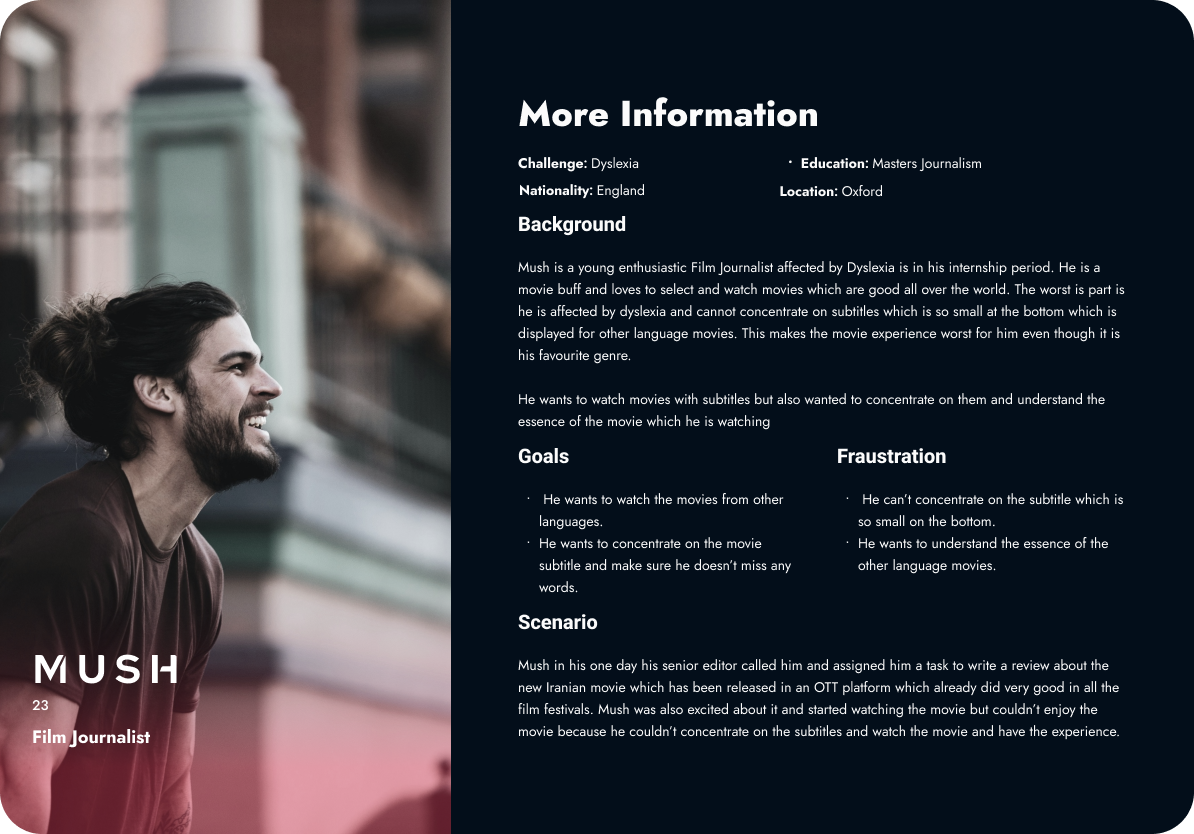 More Information
Challenge: Dyslexia
· Education: Masters Journalism
Nationality: England
Location: Oxford
Background
Mush is a young enthusiastic Film Journalist affected by Dyslexia is in his internship period. He is a
movie buff and loves to select and watch movies which are good all over the world. The worst is part is
he is affected by dyslexia and cannot concentrate on subtitles which is so small at the bottom which is
displayed for other language movies. This makes the movie experience worst for him even though it is
his favourite genre.
He wants to watch movies with subtitles but also wanted to concentrate on them and understand the
essence of the movie which he is watching
Goals
· He wants to watch the movies from other
languages.
· He wants to concentrate on the movie
subtitle and make sure he doesn't miss any
words.
Fraustration
· He can't concentrate on the subtitle which is
so small on the bottom.
· He wants to understand the essence of the
other language movies.
Scenario
Mush in his one day his senior editor called him and assigned him a task to write a review about the
new Iranian movie which has been released in an OTT platform which already did very good in all the
film festivals. Mush was also excited about it and started watching the movie but couldn't enjoy the
movie because he couldn't concentrate on the subtitles and watch the movie and have the experience.
MUSH
23
Film Journalist